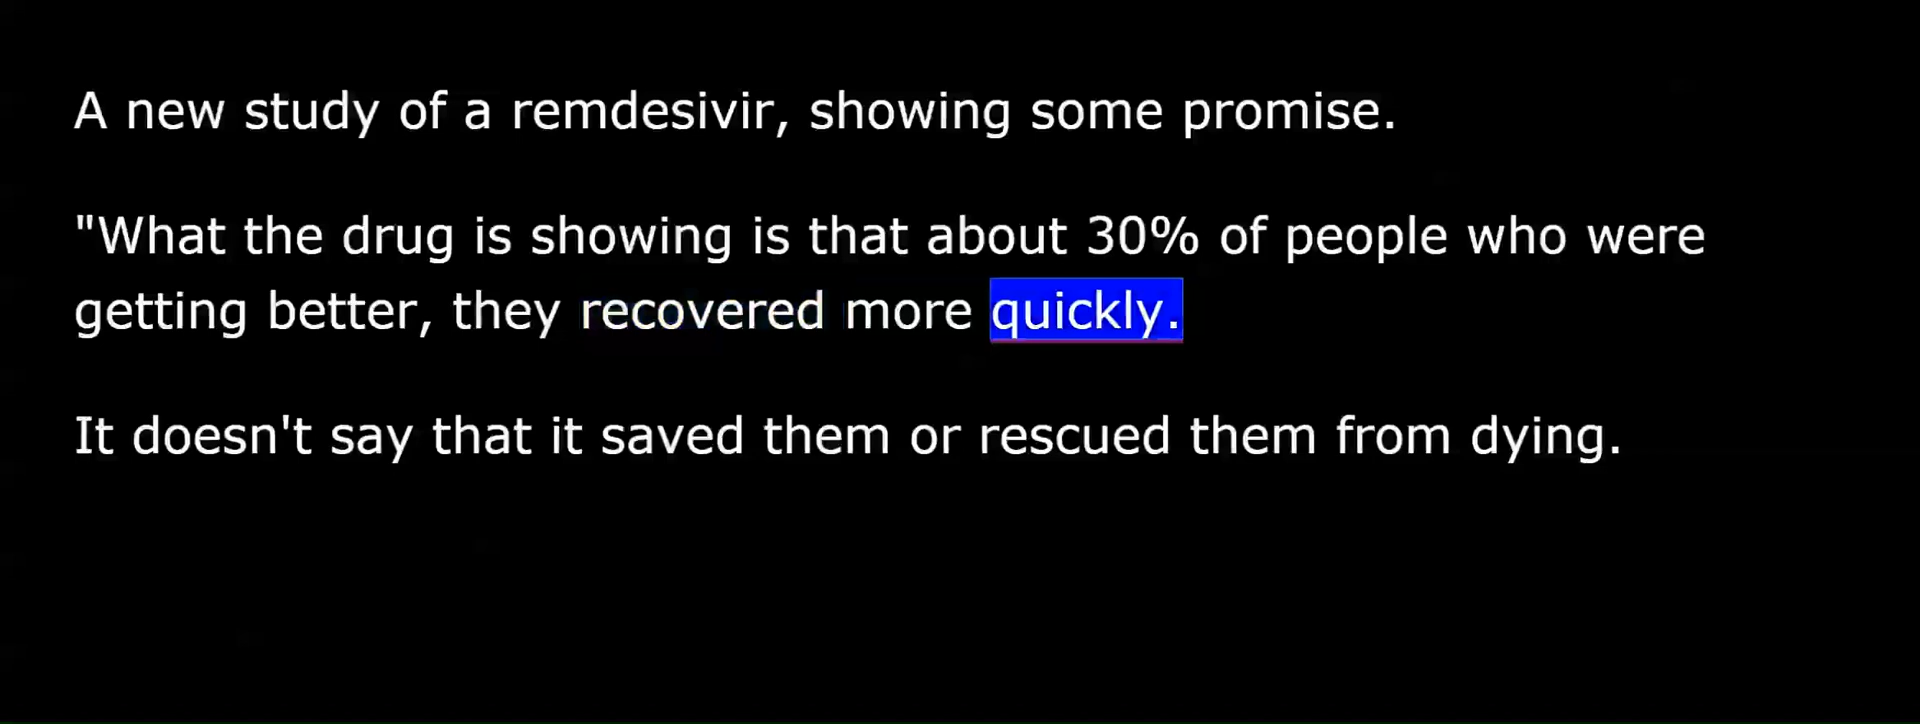 A new study of a remdesivir, showing some promise.
"What the drug is showing is that about 30% of people who were
getting better, they recovered more quickly.
It doesn't say that it saved them or rescued them from dying.